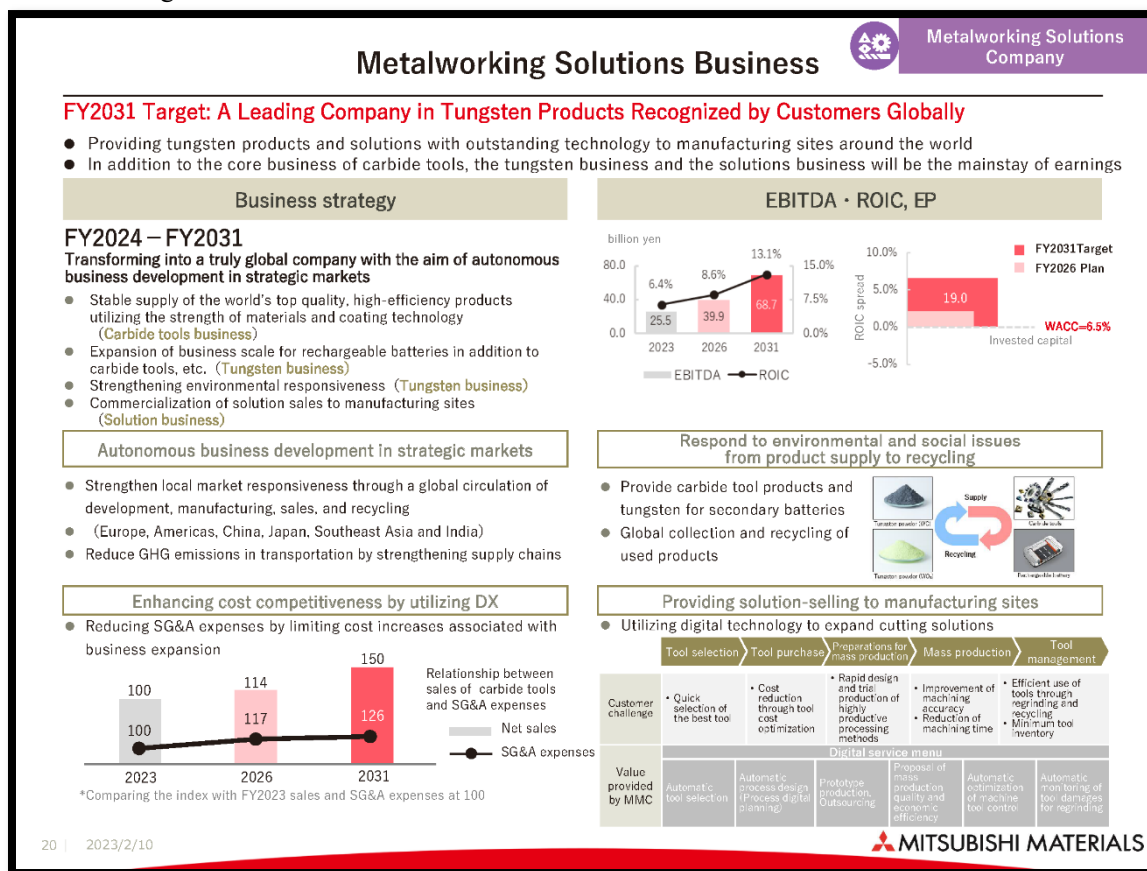 Metalworking Solutions Business
Metalworking Solutions
Company
FY2031 Target: A Leading Company in Tungsten Products Recognized by Customers Globally
● Providing tungsten products and solutions with outstanding technology to manufacturing sites around the world
● In addition to the core business of carbide tools, the tungsten business and the solutions business will be the mainstay of earnings
Business strategy
FY2024－FY2031
Transforming into a truly global company with the aim of autonomous
business development in strategic markets
● Stable supply of the world's top quality, high-efficiency products
utilizing the strength of materials and coating technology
（Carbide tools business）
● Expansion of business scale for rechargeable batteries in addition to
carbide tools, etc.（Tungsten business）
● Strengthening environmental responsiveness（Tungsten business）
● Commercialization of solution sales to manufacturing sites
（Solution business）
EBITDA・ROIC, EP
billion yen
80.0
40.0
0.0
6.4%
8.6%
13.1%
25.5
39.9
68.7
15.0%
7.5%
0.0%
2023
2026
2031
EBITDA
ROIC
ROIC spread
10.0%
5.0%
0.0%
-5.0%
19.0
FY2031Target
FY2026 Plan
WACC=6.5%
Invested capital
Autonomous business development in strategic markets
● Strengthen local market responsiveness through a global circulation of
development, manufacturing, sales, and recycling
● （Europe, Americas, China, Japan, Southeast Asia and India）
● Reduce GHG emissions in transportation by strengthening supply chains
Respond to environmental and social issues
from product supply to recycling
● Provide carbide tool products and
tungsten for secondary batteries
● Global collection and recycling of
used products
Supply
Recycling
Tungsten powder (WC)
Carbide tools
Tungsten powder (WO₃)
Rechargeable battery
Enhancing cost competitiveness by utilizing DX
● Reducing SG&A expenses by limiting cost increases associated with
business expansion
100
114
150
100
117
126
2023
2026
2031
Relationship between
sales of carbide tools
and SG&A expenses
Net sales
SG&A expenses
*Comparing the index with FY2023 sales and SG&A expenses at 100
Providing solution-selling to manufacturing sites
● Utilizing digital technology to expand cutting solutions
Tool selection
Tool purchase
Preparations for
mass production
Mass production
Tool
management
Customer
challenge
• Quick
selection of
the best tool
• Cost
reduction
through tool
cost
optimization
• Rapid design
and trial
production of
highly
productive
processing
methods
• Improvement of
machining
accuracy
• Reduction of
machining time
• Efficient use of
tools through
regrinding and
recycling
• Minimum tool
inventory
Value
provided
by MMC
Digital service menu
Automatic
tool selection
Automatic
process design
(Process digital
planning)
Prototype
production,
Outsourcing
Proposal of
mass
production
quality and
economic
efficiency
Automatic
optimization
of machine
tool control
Automatic
monitoring of
tool damages
for regrinding
20
2023/2/10
MITSUBISHI MATERIALS